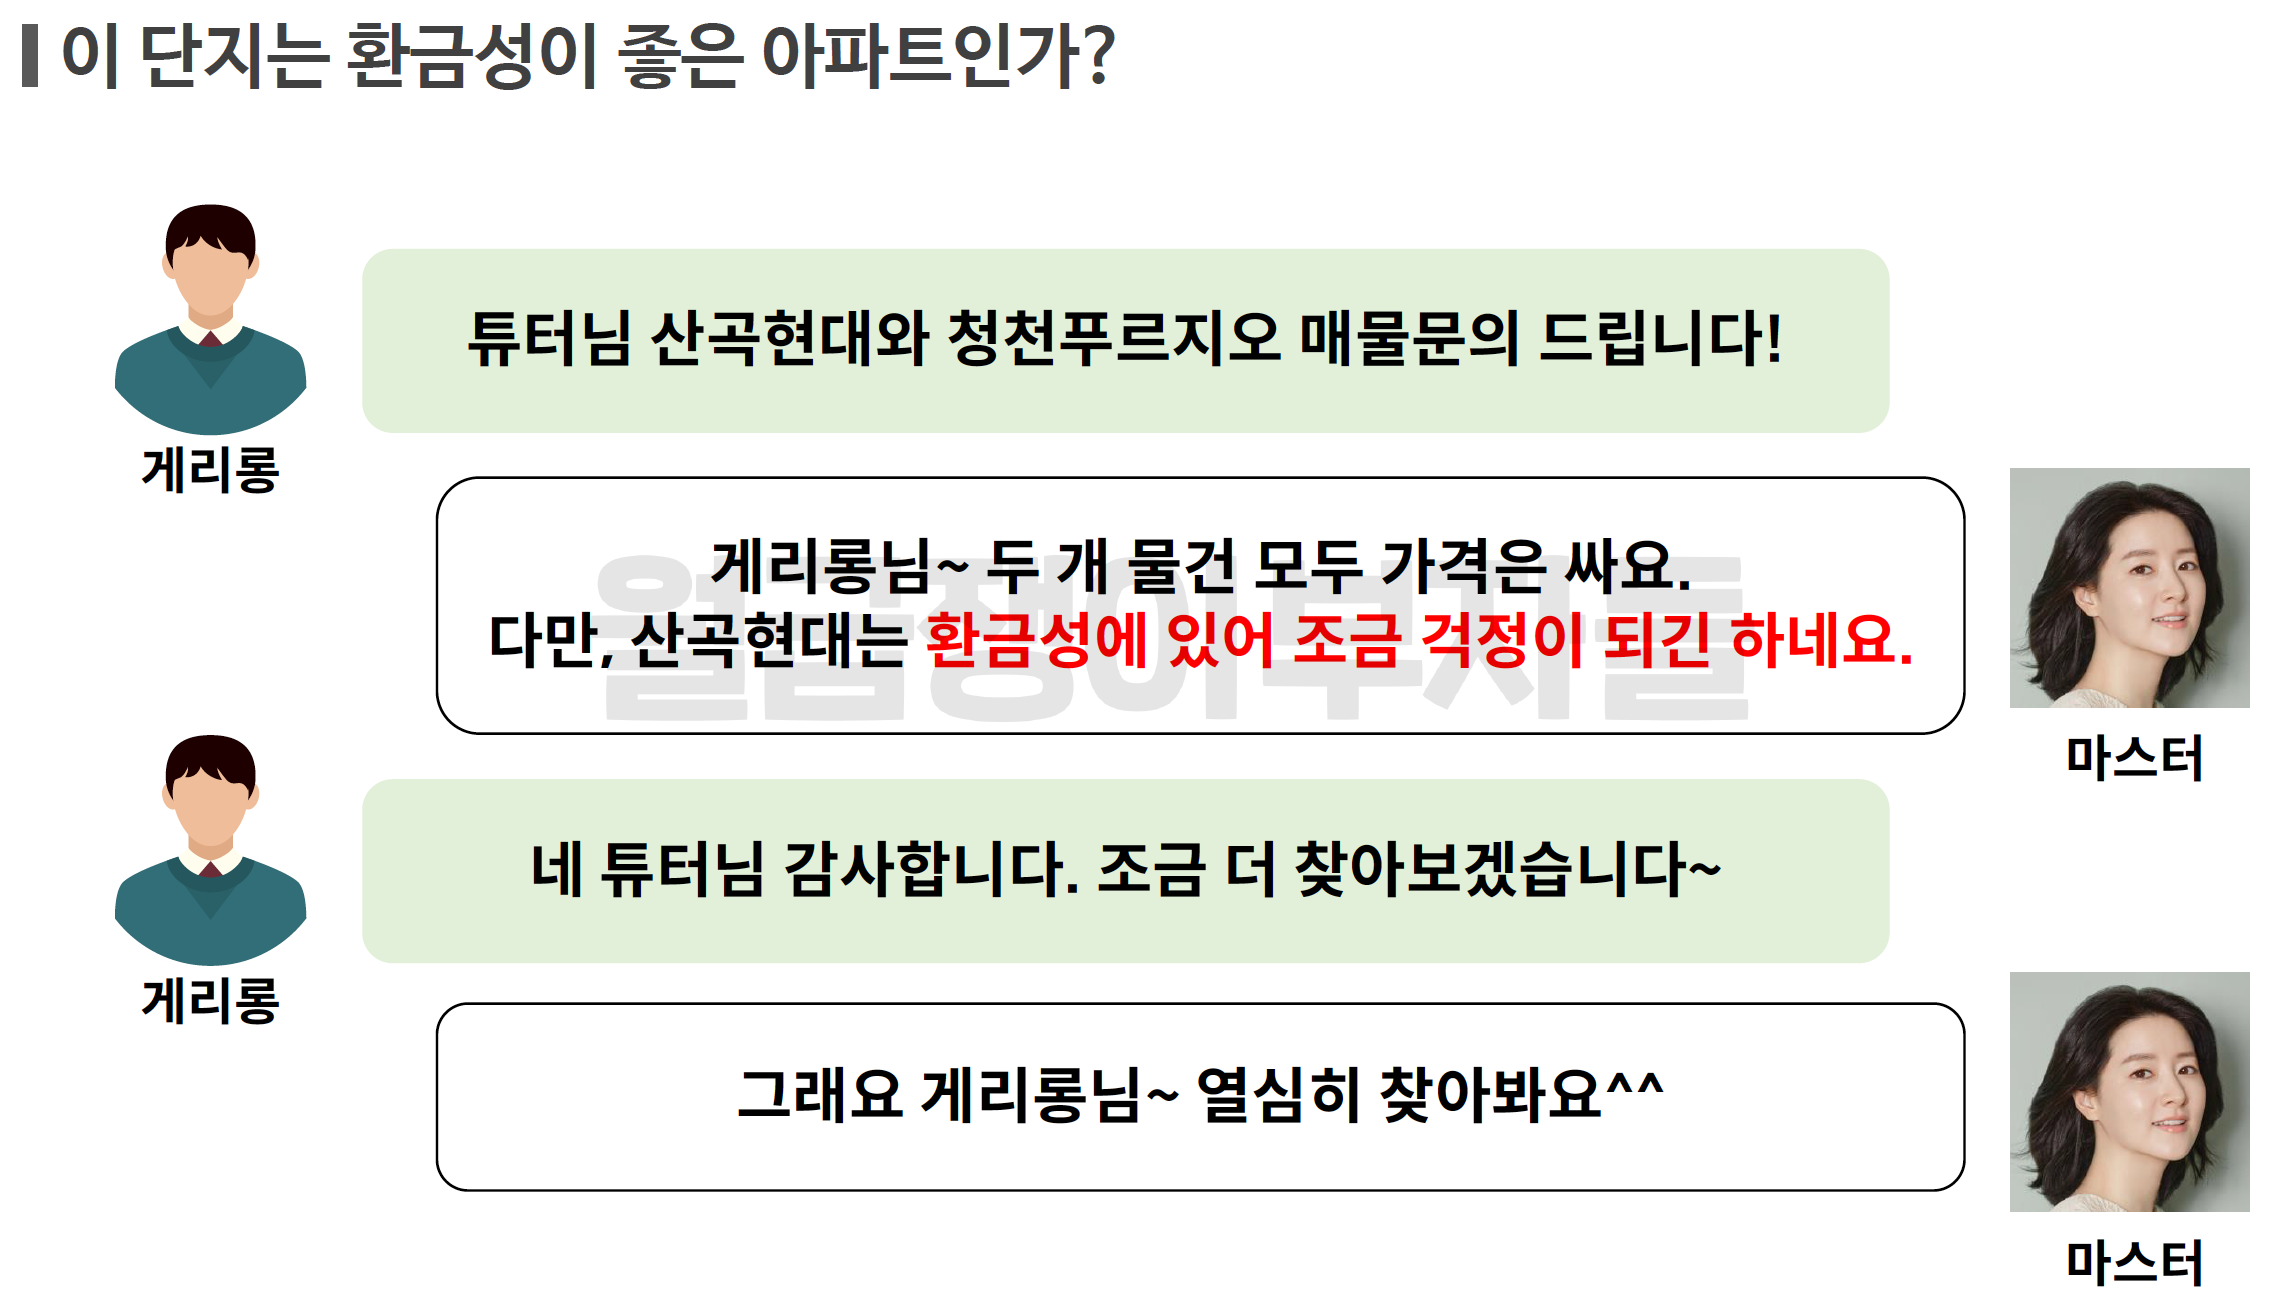 이 단지는 환금성이 좋은 아파트인가?
튜터님 산곡현대와 청천푸르지오 매물문의 드립니다!
게리롱
월급쟁이부자들
게리롱님~ 두 개 물건 모두 가격은 싸요.
다만, 산곡현대는 환금성에 있어 조금 걱정이 되긴 하네요.
마스터
네 튜터님 감사합니다. 조금 더 찾아보겠습니다~
게리롱
그래요 게리롱님~ 열심히 찾아봐요^^
마스터